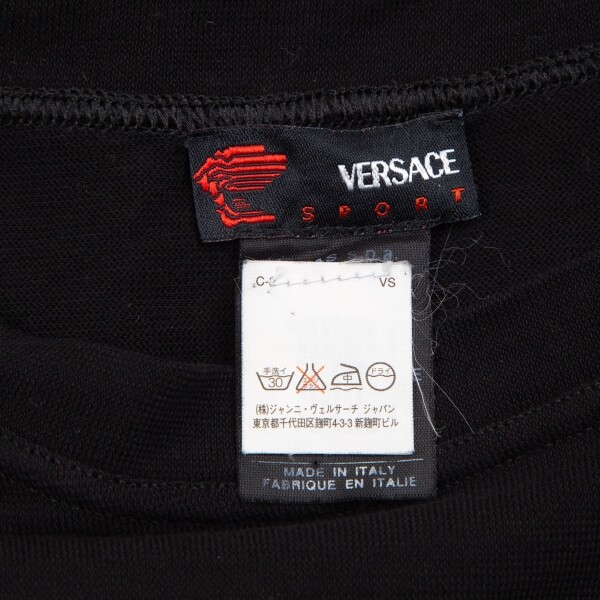 VERSACE
SPORT
VS
手洗イ
30
中
ドライ
(株)ジャンニ・ヴェルサーチ ジャパン
東京都千代田区麹町4-3-3 新麹町ビル
MADE IN ITALY
FABRIQUE EN ITALIE